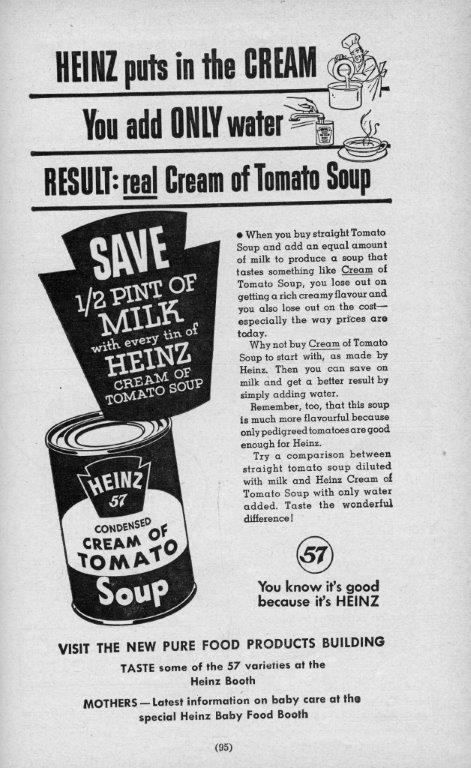 HEINZ puts in the CREAM
You add ONLY water
RESULT: real Cream of Tomato Soup
SAVE
1/2 PINT OF
MILK
with every tin of
HEINZ
CREAM OF
TOMATO SOUP
HEINZ
57
CONDENSED
CREAM OF
TOMATO
Soup
• When you buy straight Tomato
Soup and add an equal amount
of milk to produce a soup that
tastes something like Cream of
Tomato Soup, you lose out on
getting a rich creamy flavour and
you also lose out on the cost—
especially the way prices are
today.
Why not buy Cream of Tomato
Soup to start with, as made by
Heinz. Then you can save on
milk and get a better result by
simply adding water.
Remember, too, that this soup
is much more flavourful because
only pedigreed tomatoes are good
enough for Heinz.
Try a comparison between
straight tomato soup diluted
with milk and Heinz Cream of
Tomato Soup with only water
added. Taste the wonderful
difference!
57
You know it's good
because it's HEINZ
VISIT THE NEW PURE FOOD PRODUCTS BUILDING
TASTE some of the 57 varieties at the
Heinz Booth
MOTHERS — Latest information on baby care at the
special Heinz Baby Food Booth
(95)